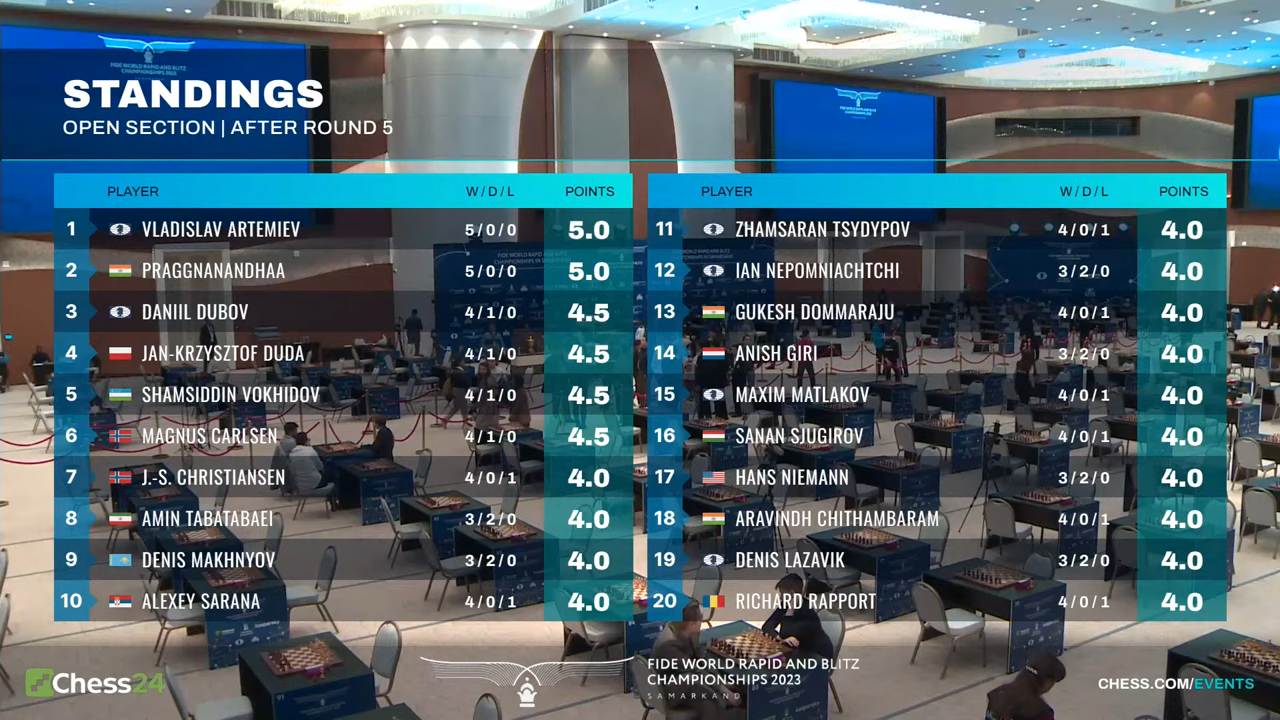 FIDE WORLD RAPID AND BLITZ
CHAMPIONSHIPS 2023
STANDINGS
OPEN SECTION | AFTER ROUND 5
PLAYER W / D / L POINTS
1 VLADISLAV ARTEMIEV 5 / 0 / 0 5.0
2 PRAGGNANANDHAA 5 / 0 / 0 5.0
3 DANIIL DUBOV 4 / 1 / 0 4.5
4 JAN-KRZYSZTOF DUDA 4 / 1 / 0 4.5
5 SHAMSIDDIN VOKHIDOV 4 / 1 / 0 4.5
6 MAGNUS CARLSEN 4 / 1 / 0 4.5
7 J.-S. CHRISTIANSEN 4 / 0 / 1 4.0
8 AMIN TABATABAEI 3 / 2 / 0 4.0
9 DENIS MAKHNYOV 3 / 2 / 0 4.0
10 ALEXEY SARANA 4 / 0 / 1 4.0
PLAYER W / D / L POINTS
11 ZHAMSARAN TSYDYPOV 4 / 0 / 1 4.0
12 IAN NEPOMNIACHTCHI 3 / 2 / 0 4.0
13 GUKESH DOMMARAJU 4 / 0 / 1 4.0
14 ANISH GIRI 3 / 2 / 0 4.0
15 MAXIM MATLAKOV 4 / 0 / 1 4.0
16 SANAN SJUGIROV 4 / 0 / 1 4.0
17 HANS NIEMANN 3 / 2 / 0 4.0
18 ARAVINDH CHITHAMBARAM 4 / 0 / 1 4.0
19 DENIS LAZAVIK 3 / 2 / 0 4.0
20 RICHARD RAPPORT 4 / 0 / 1 4.0
Chess24
FIDE WORLD RAPID AND BLITZ
CHAMPIONSHIPS 2023
SAMARKAND
CHESS.COM/EVENTS